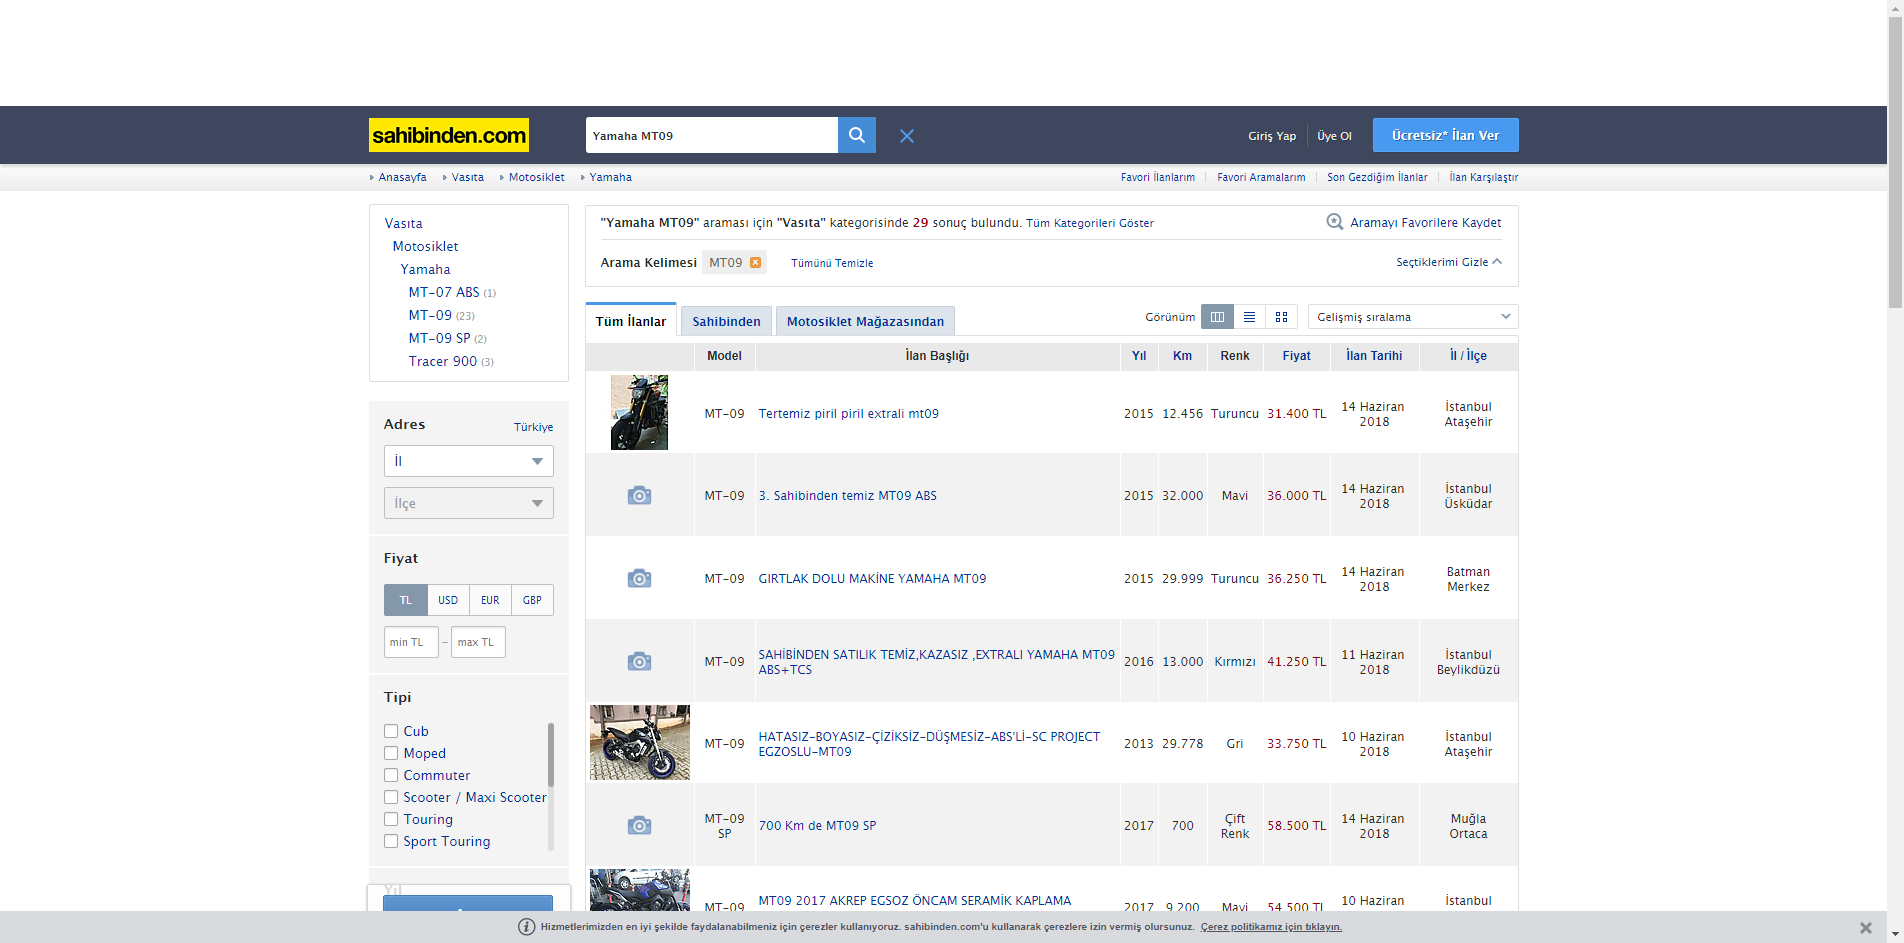 sahibinden.com
Yamaha MT09
Giriş Yap
Üye Ol
Ücretsiz* İlan Ver
Anasayfa
Vasıta
Motosiklet
Yamaha
Favori İlanlarım
Favori Aramalarım
Son Gezdiğim İlanlar
İlan Karşılaştır
Vasıta
Motosiklet
Yamaha
MT-07 ABS (1)
MT-09 (23)
MT-09 SP (2)
Tracer 900 (3)
Adres
Türkiye
İl
İlçe
Fiyat
TL
USD
EUR
GBP
min TL
–
max TL
Tipi
Cub
Moped
Commuter
Scooter / Maxi Scooter
Touring
Sport Touring
Yıl
"Yamaha MT09" araması için "Vasıta" kategorisinde 29 sonuç bulundu. Tüm Kategorileri Göster
Aramayı Favorilere Kaydet
Arama Kelimesi MT09
Tümünü Temizle
Seçtiklerimi Gizle
Tüm İlanlar
Sahibinden
Motosiklet Mağazasından
Görünüm
Gelişmiş sıralama
Model İlan Başlığı Yıl Km Renk Fiyat İlan Tarihi İl / İlçe
MT-09 Tertemiz piril piril extrali mt09 2015 12.456 Turuncu 31.400 TL 14 Haziran İstanbul
2018 Ataşehir
MT-09 3. Sahibinden temiz MT09 ABS 2015 32.000 Mavi 36.000 TL 14 Haziran İstanbul
2018 Üsküdar
MT-09 GIRTLAK DOLU MAKİNE YAMAHA MT09 2015 29.999 Turuncu 36.250 TL 14 Haziran Batman
2018 Merkez
MT-09 SAHİBİNDEN SATILIK TEMİZ,KAZASIZ ,EXTRALI YAMAHA MT09 2016 13.000 Kırmızı 41.250 TL 11 Haziran İstanbul
ABS+TCS 2018 Beylikdüzü
MT-09 HATASIZ-BOYASIZ-ÇİZİKSİZ-DÜŞMESİZ-ABS'Lİ-SC PROJECT 2013 29.778 Gri 33.750 TL 10 Haziran İstanbul
EGZOSLU-MT09 2018 Ataşehir
MT-09 700 Km de MT09 SP 2017 700 Çift 58.500 TL 14 Haziran Muğla
SP Renk 2018 Ortaca
MT-09 MT09 2017 AKREP EGSOZ ÖNCAM SERAMİK KAPLAMA 2017 9.200 Mavi 54.500 TL 10 Haziran İstanbul
Hizmetlerimizden en iyi şekilde faydalanabilmeniz için çerezler kullanıyoruz. sahibinden.com'u kullanarak çerezlere izin vermiş olursunuz. Çerez politikamız için tıklayın.